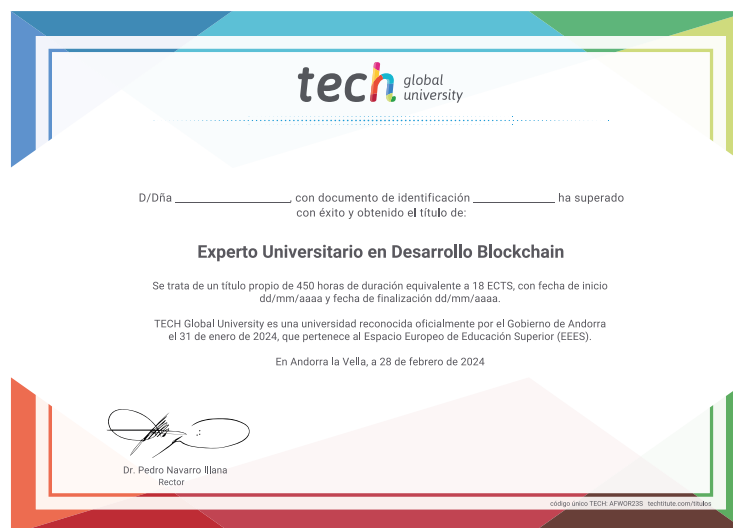 tech global university
D/Dña ____________________, con documento de identificación ______________ ha superado
con éxito y obtenido el título de:
Experto Universitario en Desarrollo Blockchain
Se trata de un título propio de 450 horas de duración equivalente a 18 ECTS, con fecha de inicio
dd/mm/aaaa y fecha de finalización dd/mm/aaaa.
TECH Global University es una universidad reconocida oficialmente por el Gobierno de Andorra
el 31 de enero de 2024, que pertenece al Espacio Europeo de Educación Superior (EEES).
En Andorra la Vella, a 28 de febrero de 2024
Dr. Pedro Navarro Illana
Rector
código único TECH: AFWOR23S techtitute.com/titulos